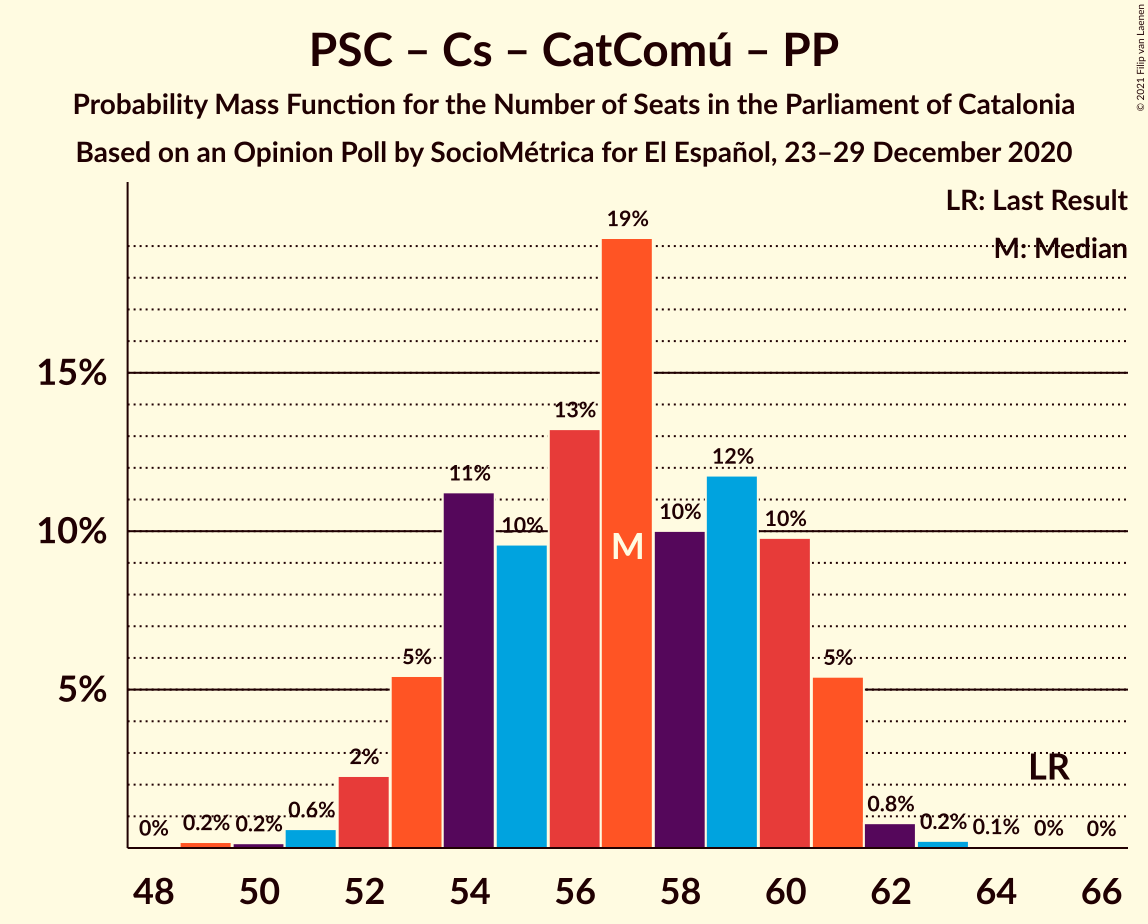 PSC – Cs – CatComú – PP
Probability Mass Function for the Number of Seats in the Parliament of Catalonia
Based on an Opinion Poll by SocioMétrica for El Español, 23–29 December 2020
© 2021 Filip van Laenen
LR: Last Result
M: Median
15%
10%
5%
0%
0.2%
0.2%
0.6%
2%
5%
11%
10%
13%
19%
M
10%
12%
10%
5%
0.8%
0.2%
0.1%
LR
0%
0%
48 50 52 54 56 58 60 62 64 66